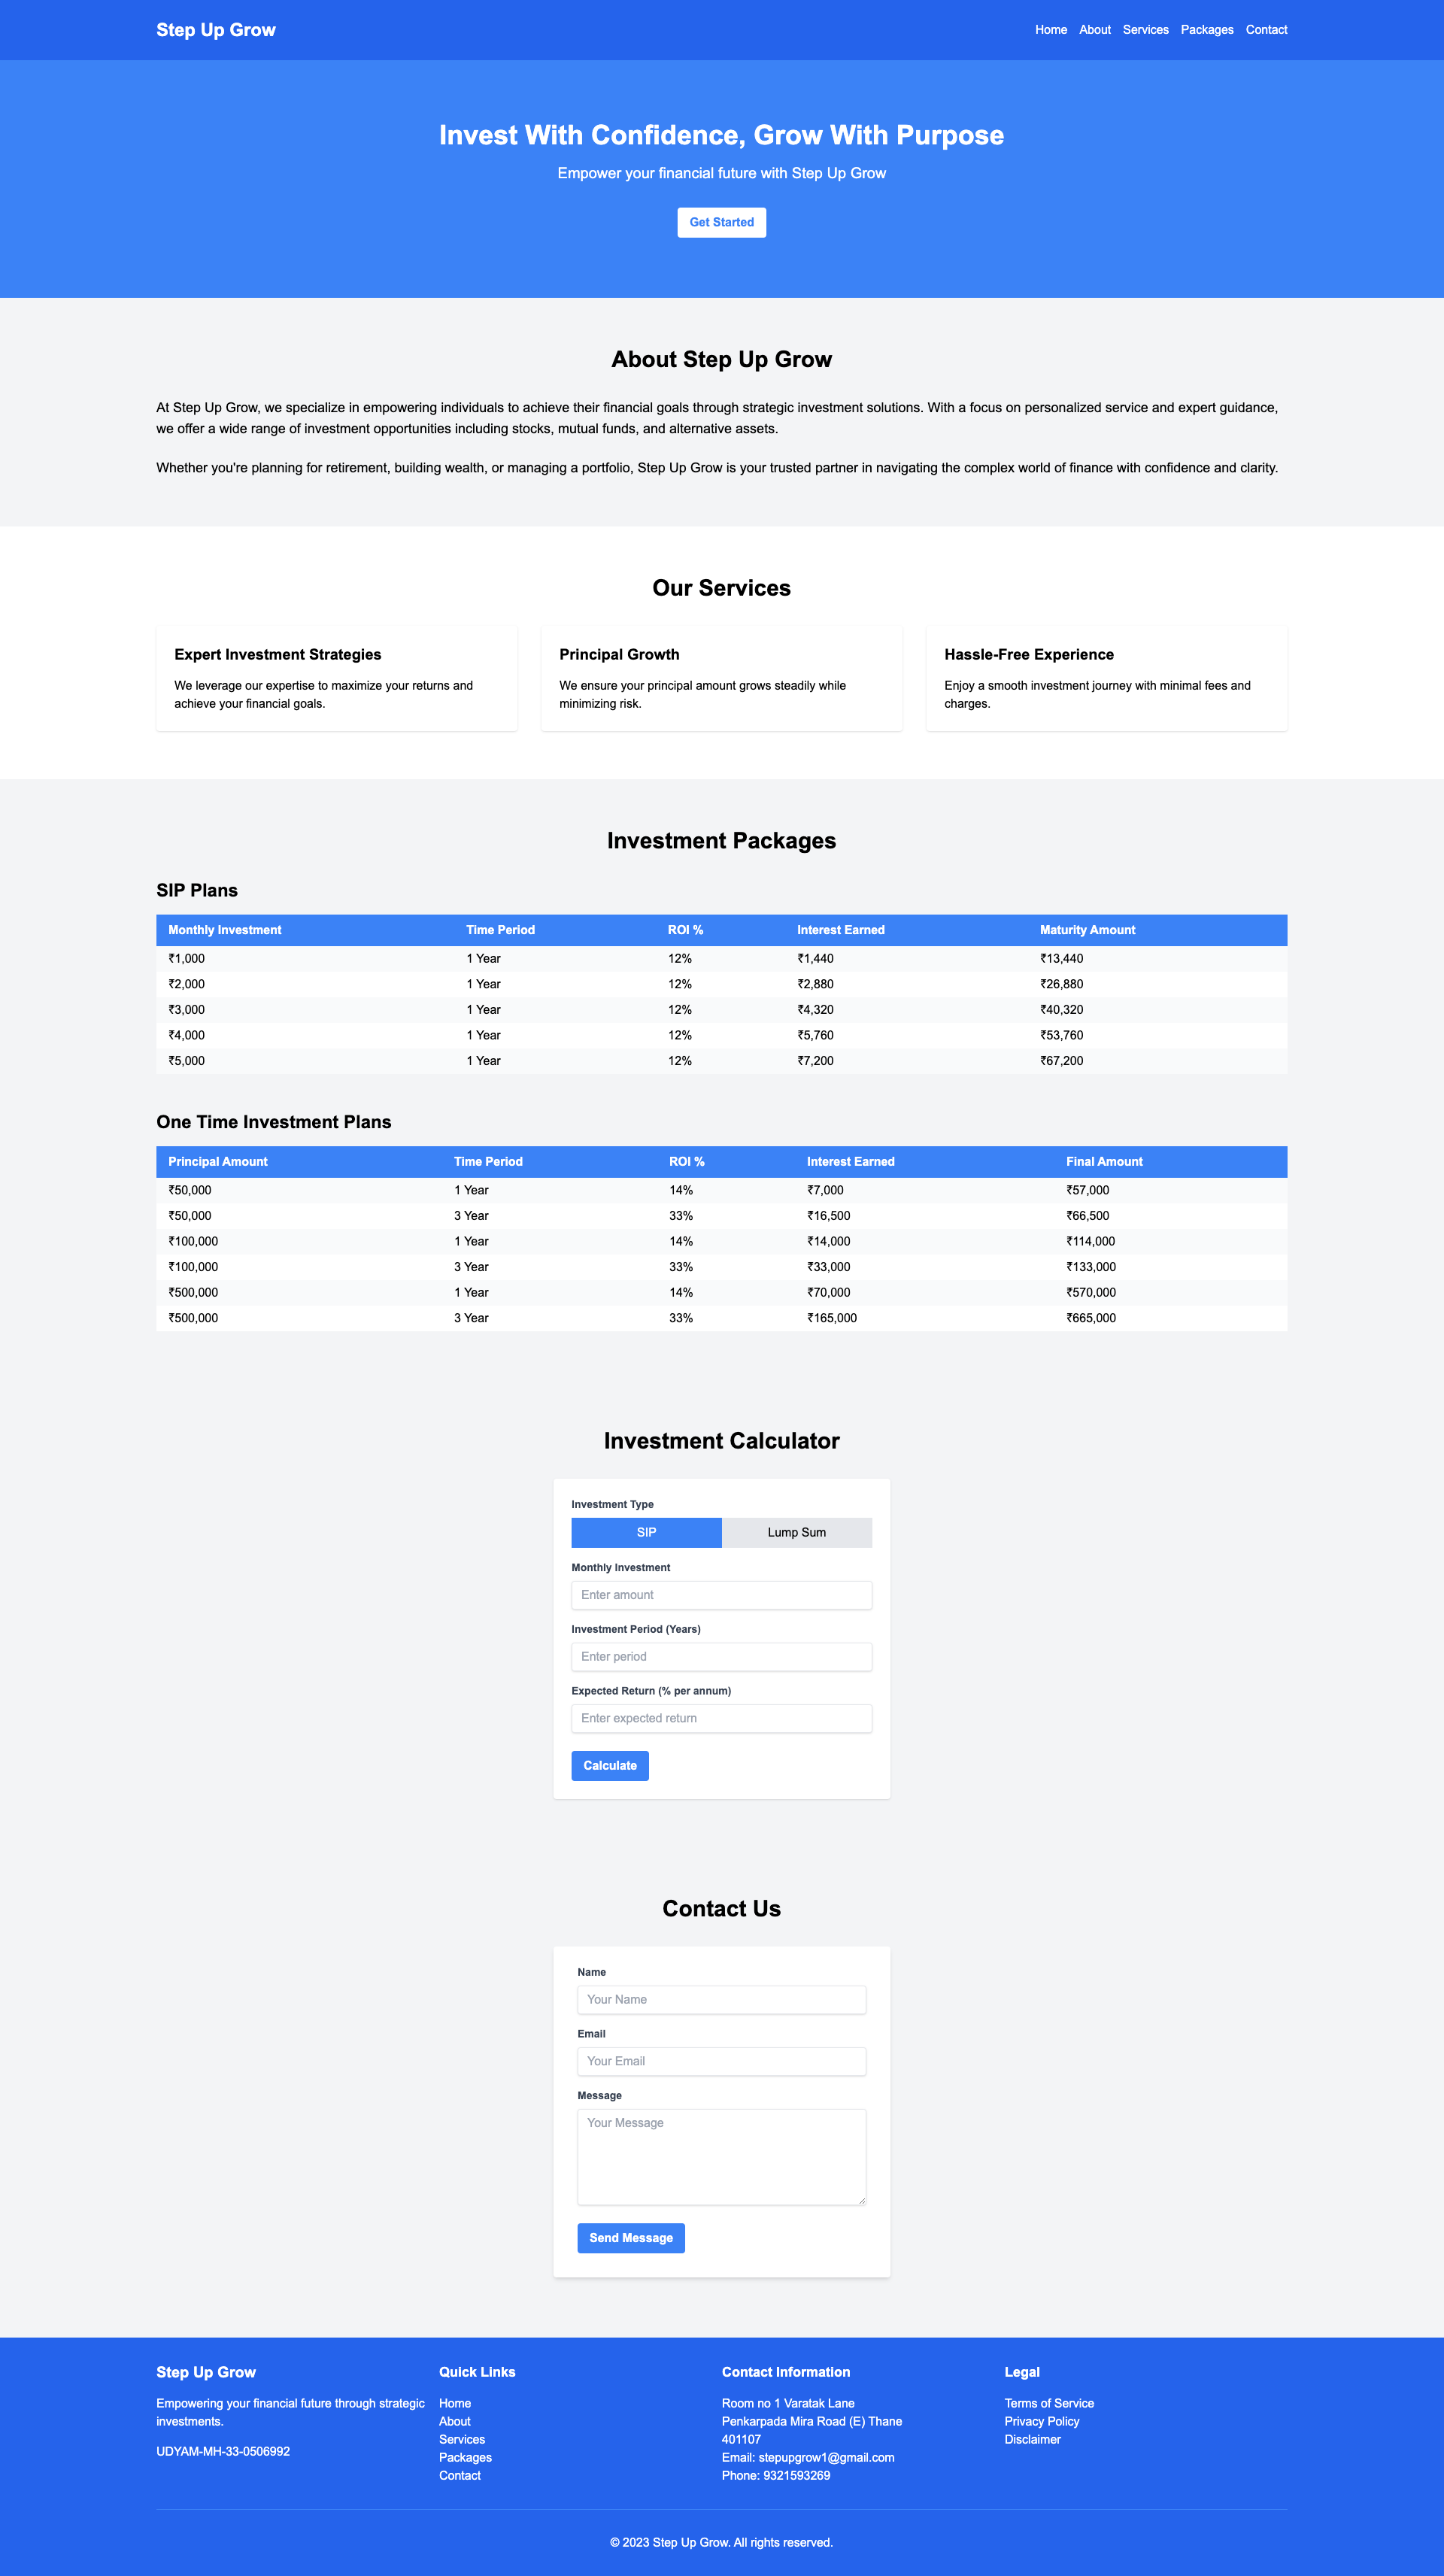 Step Up Grow
Home About Services Packages Contact
Invest With Confidence, Grow With Purpose
Empower your financial future with Step Up Grow
Get Started
About Step Up Grow
At Step Up Grow, we specialize in empowering individuals to achieve their financial goals through strategic investment solutions. With a focus on personalized service and expert guidance,
we offer a wide range of investment opportunities including stocks, mutual funds, and alternative assets.
Whether you're planning for retirement, building wealth, or managing a portfolio, Step Up Grow is your trusted partner in navigating the complex world of finance with confidence and clarity.
Our Services
Expert Investment Strategies
We leverage our expertise to maximize your returns and
achieve your financial goals.
Principal Growth
We ensure your principal amount grows steadily while
minimizing risk.
Hassle-Free Experience
Enjoy a smooth investment journey with minimal fees and
charges.
Investment Packages
SIP Plans
Monthly Investment Time Period ROI % Interest Earned Maturity Amount
₹1,000 1 Year 12% ₹1,440 ₹13,440
₹2,000 1 Year 12% ₹2,880 ₹26,880
₹3,000 1 Year 12% ₹4,320 ₹40,320
₹4,000 1 Year 12% ₹5,760 ₹53,760
₹5,000 1 Year 12% ₹7,200 ₹67,200
One Time Investment Plans
Principal Amount Time Period ROI % Interest Earned Final Amount
₹50,000 1 Year 14% ₹7,000 ₹57,000
₹50,000 3 Year 33% ₹16,500 ₹66,500
₹100,000 1 Year 14% ₹14,000 ₹114,000
₹100,000 3 Year 33% ₹33,000 ₹133,000
₹500,000 1 Year 14% ₹70,000 ₹570,000
₹500,000 3 Year 33% ₹165,000 ₹665,000
Investment Calculator
Investment Type
SIP Lump Sum
Monthly Investment
Enter amount
Investment Period (Years)
Enter period
Expected Return (% per annum)
Enter expected return
Calculate
Contact Us
Name
Your Name
Email
Your Email
Message
Your Message
Send Message
Step Up Grow
Empowering your financial future through strategic
investments.
UDYAM-MH-33-0506992
Quick Links
Home
About
Services
Packages
Contact
Contact Information
Room no 1 Varatak Lane
Penkarpada Mira Road (E) Thane
401107
Email: stepupgrow1@gmail.com
Phone: 9321593269
Legal
Terms of Service
Privacy Policy
Disclaimer
© 2023 Step Up Grow. All rights reserved.